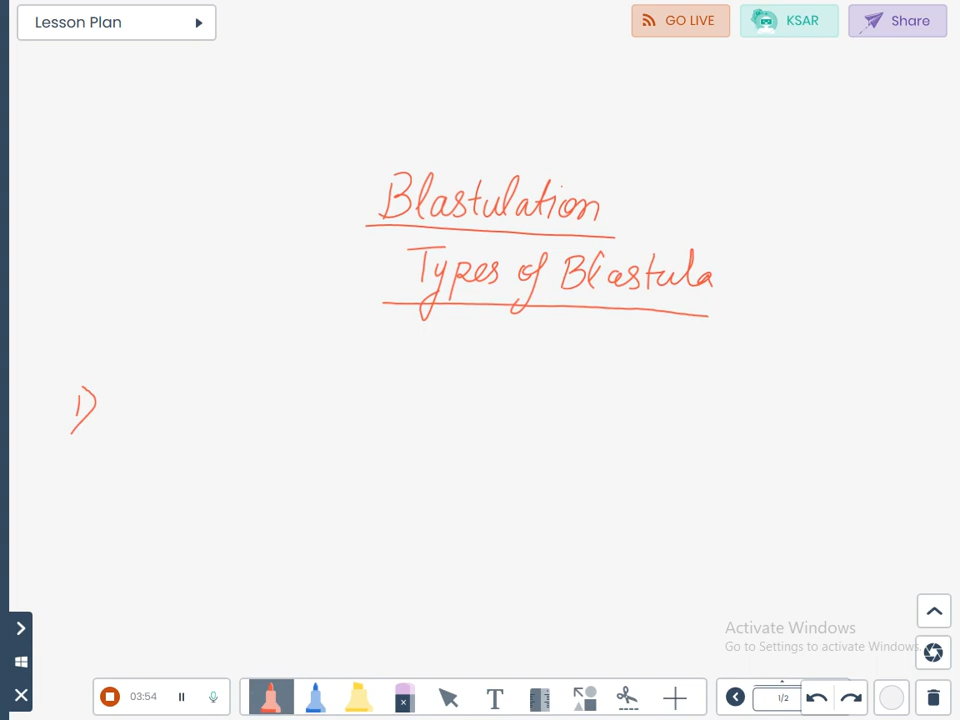 Lesson Plan
GO LIVE
KSAR
Share
Blastulation
Types of Blastula
1)
Activate Windows
Go to Settings to activate Windows.
03:54
T
1/2